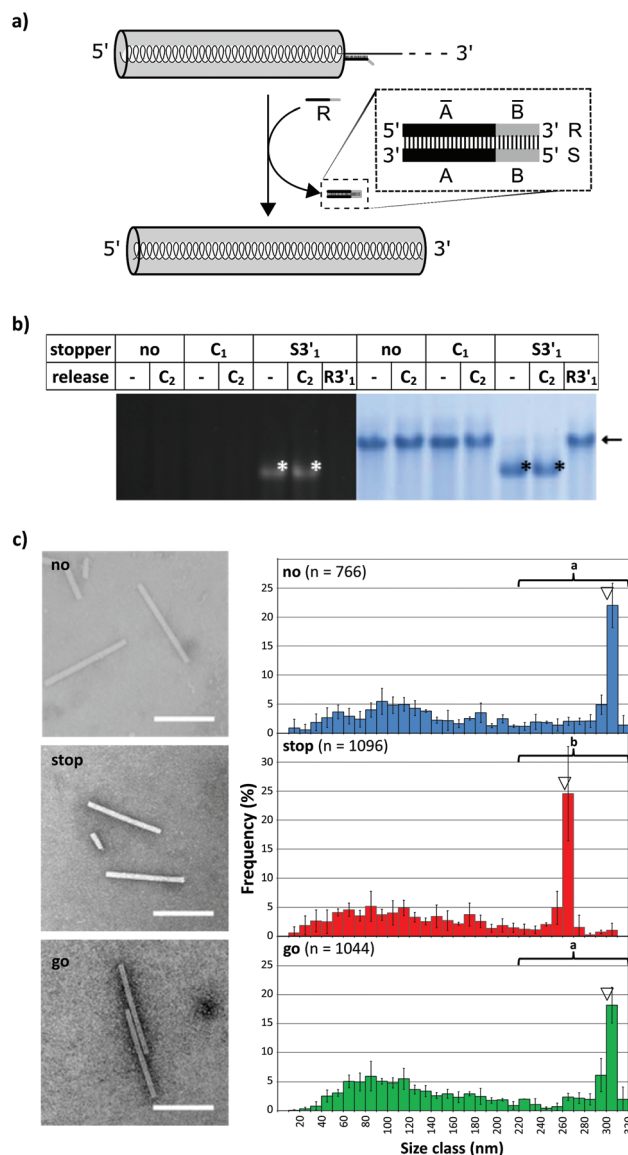 a)
5' 3'
R
A̅ B̅
5' 3' R
3' 5' S
A B
5' 3'
b)
stopper no C₁ S3'₁ no C₁ S3'₁
release - C₂ - C₂ - C₂ R3'₁ - C₂ - C₂ - C₂ R3'₁
* * * *
c)
no
stop
go
Frequency (%)
no (n = 766)
a
25
20
15
10
5
0
stop (n = 1096)
b
30
25
20
15
10
5
0
go (n = 1044)
a
25
20
15
10
5
0
20 40 60 80 100 120 140 160 180 200 220 240 260 280 300 320
Size class (nm)